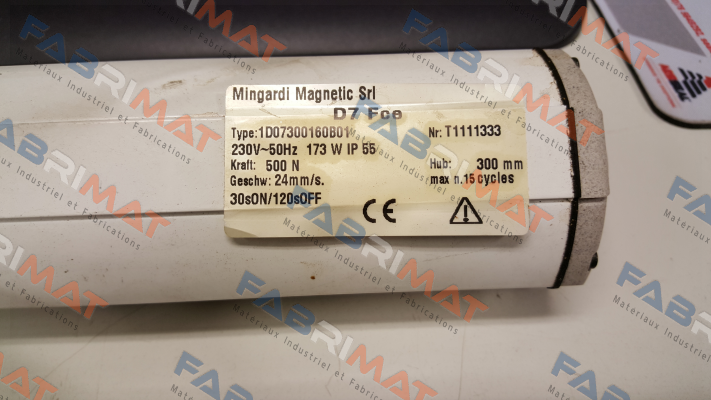 Mingardi Magnetic Srl
D7 Fce
Type:1D07300160B01 Nr: T1111333
230V~50Hz 173 W IP 55
Kraft: 500 N Hub: 300 mm
Geschw: 24mm/s. max n.15 cycles
30sON/120sOFF
CE
FABRIMAT
Materiaux Industriel et Fabrications